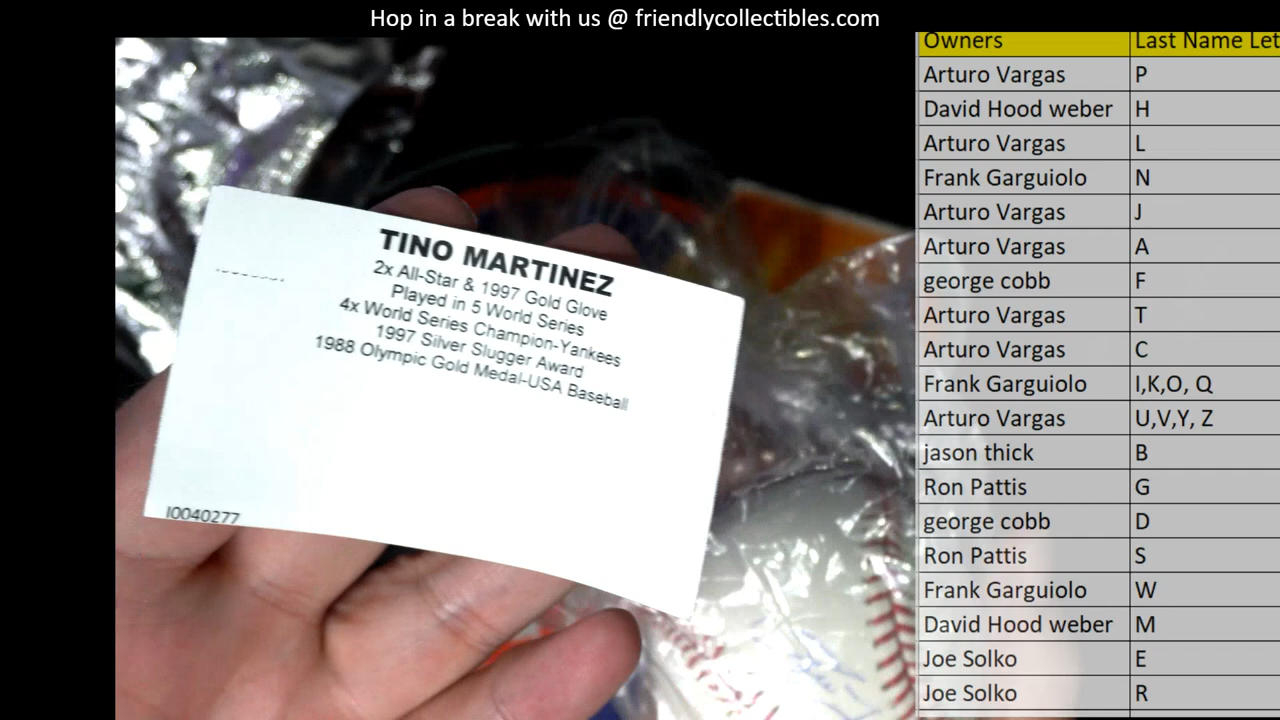 Hop in a break with us @ friendlycollectibles.com
TINO MARTINEZ
2x All-Star & 1997 Gold Glove
Played in 5 World Series
4x World Series Champion-Yankees
1997 Silver Slugger Award
1988 Olympic Gold Medal-USA Baseball
I0040277
Owners Last Name Let
Arturo Vargas P
David Hood weber H
Arturo Vargas L
Frank Garguiolo N
Arturo Vargas J
Arturo Vargas A
george cobb F
Arturo Vargas T
Arturo Vargas C
Frank Garguiolo I,K,O, Q
Arturo Vargas U,V,Y, Z
jason thick B
Ron Pattis G
george cobb D
Ron Pattis S
Frank Garguiolo W
David Hood weber M
Joe Solko E
Joe Solko R